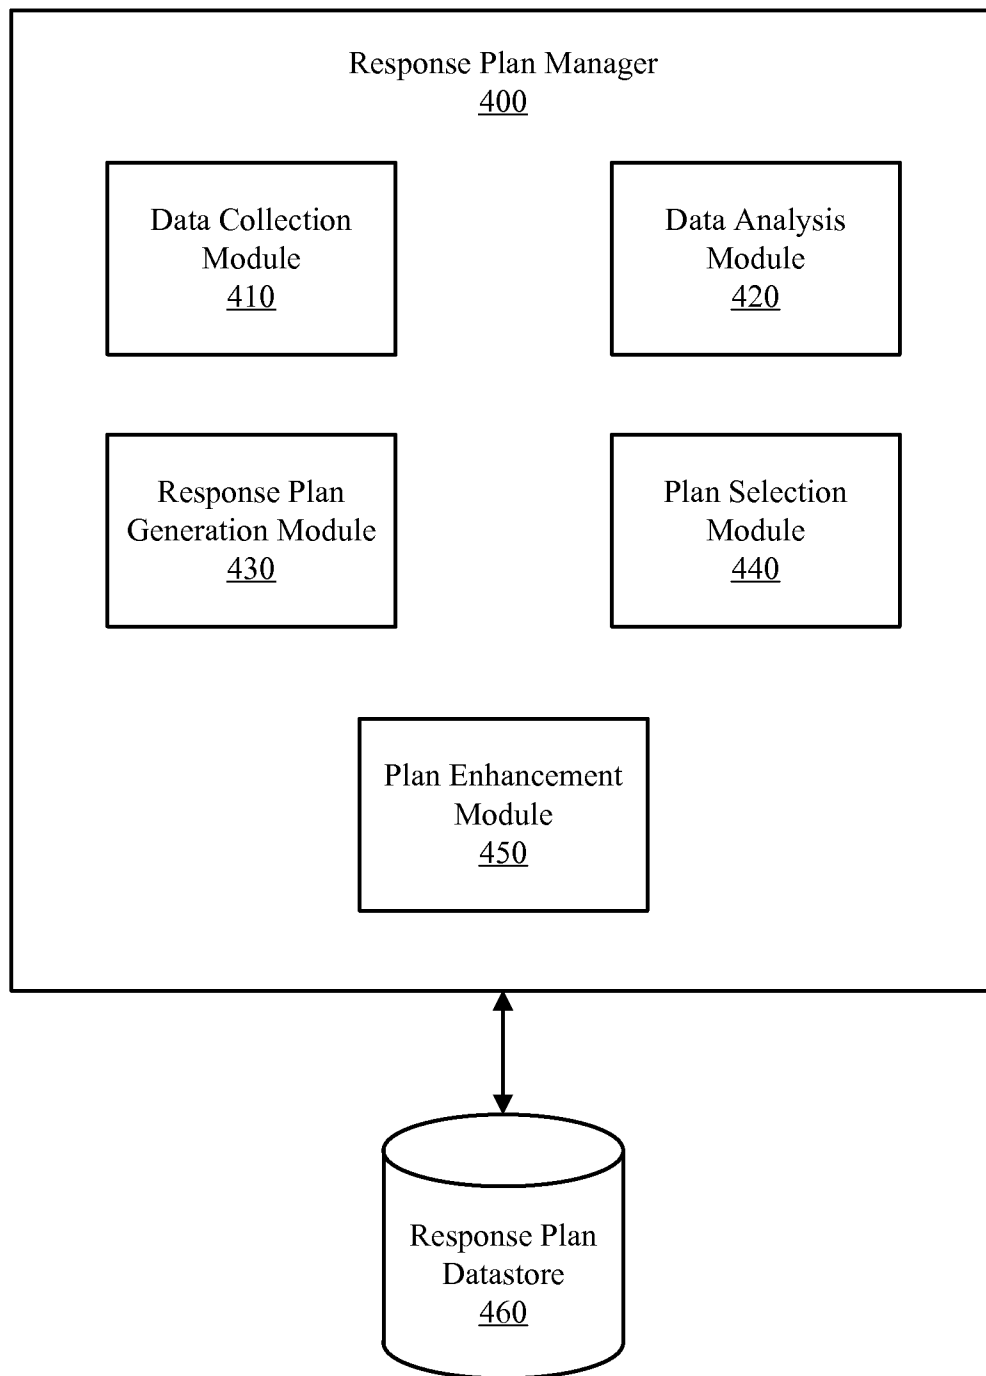 Response Plan Manager
400
Data Collection
Module
410
Data Analysis
Module
420
Response Plan
Generation Module
430
Plan Selection
Module
440
Plan Enhancement
Module
450
Response Plan
Datastore
460